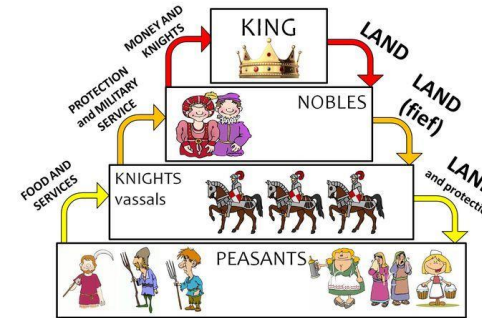 KING
MONEY AND
KNIGHTS
LAND
NOBLES
PROTECTION
and MILITARY
SERVICE
LAND
(fief)
KNIGHTS
vassals
FOOD AND
SERVICES
LAND
and
PEASANTS